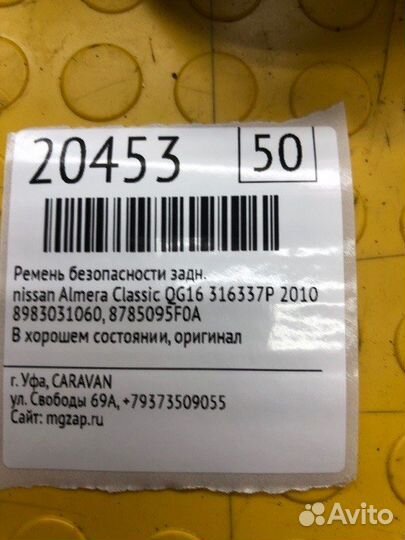 20453 50
Ремень безопасности задн.
nissan Almera Classic QG16 316337P 2010
8983031060, 8785095F0A
В хорошем состоянии, оригинал
г. Уфа, CARAVAN
ул. Свободы 69А, +79373509055
Сайт: mgzap.ru
Avito